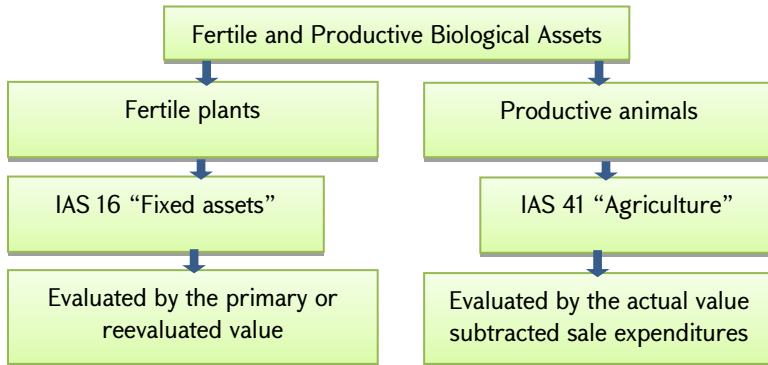 Fertile and Productive Biological Assets
Fertile plants
Productive animals
IAS 16 “Fixed assets”
IAS 41 “Agriculture”
Evaluated by the primary or
reevaluated value
Evaluated by the actual value
subtracted sale expenditures